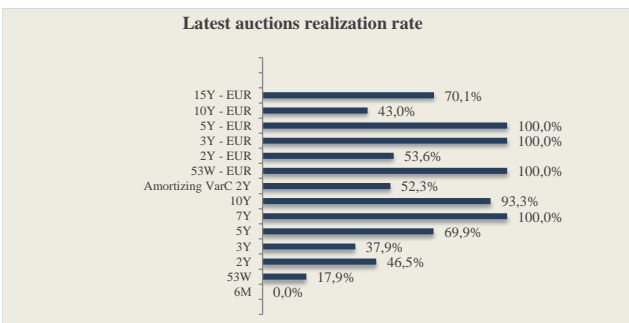 Latest auctions realization rate
15Y - EUR 70,1%
10Y - EUR 43,0%
5Y - EUR 100,0%
3Y - EUR 100,0%
2Y - EUR 53,6%
53W - EUR 100,0%
Amortizing VarC 2Y 52,3%
10Y 93,3%
7Y 100,0%
5Y 69,9%
3Y 37,9%
2Y 46,5%
53W 17,9%
6M 0,0%